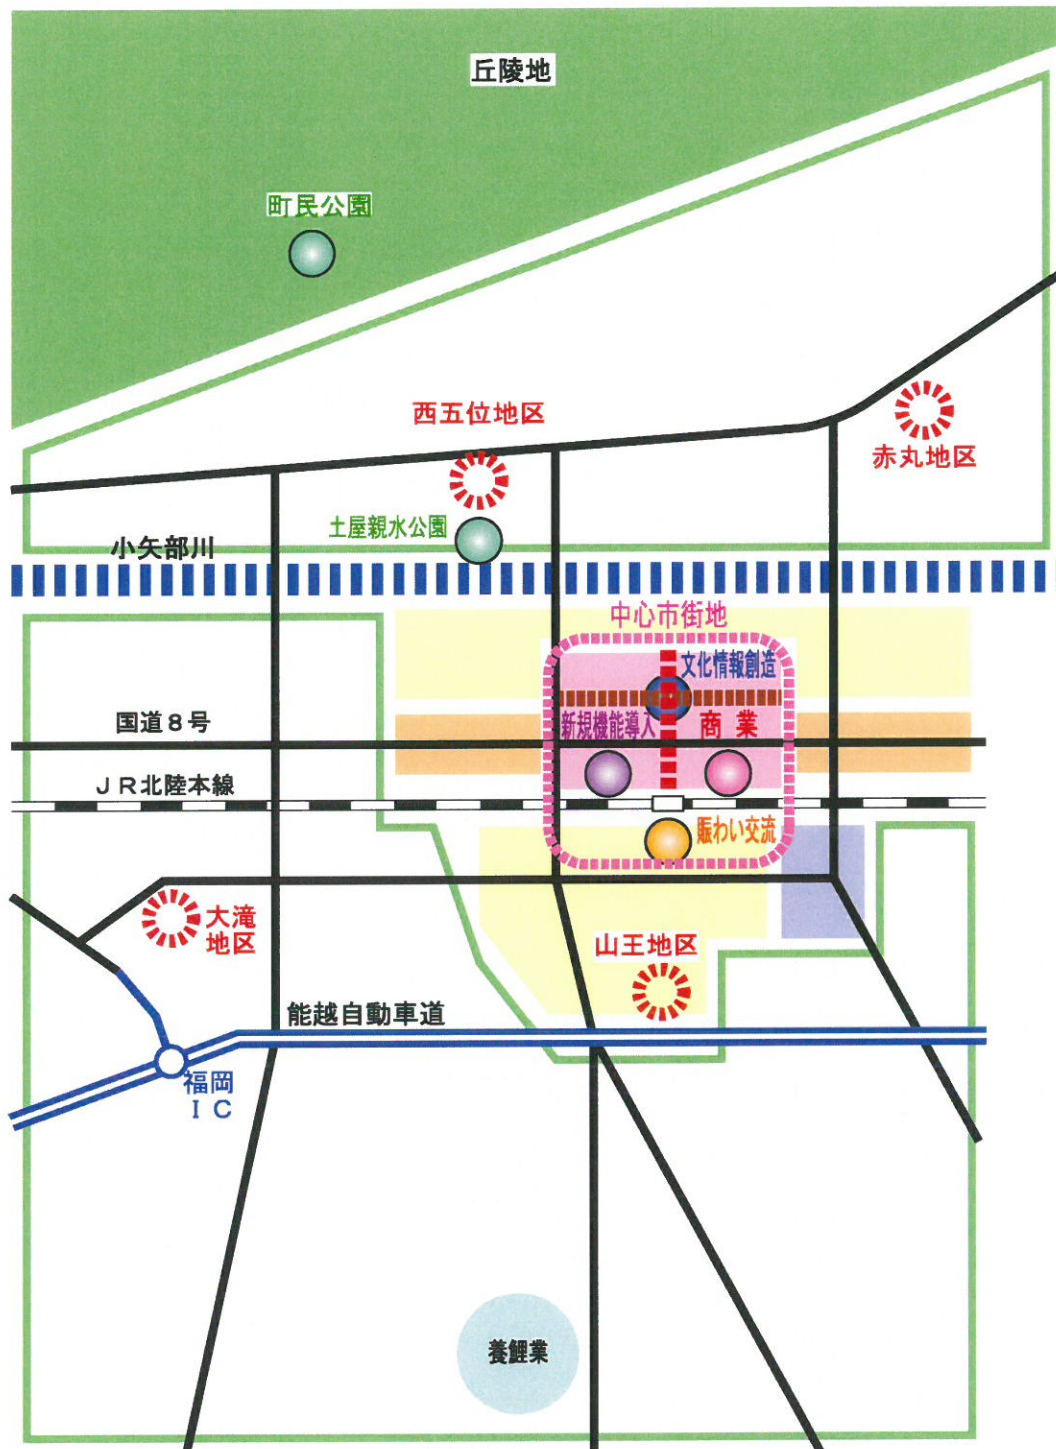 丘陵地
町民公園
西五位地区
赤丸地区
土屋親水公園
小矢部川
中心市街地
文化情報創造
国道８号
新規機能導入
商業
ＪＲ北陸本線
賑わい交流
大滝
地区
山王地区
能越自動車道
福岡
ＩＣ
養鯉業